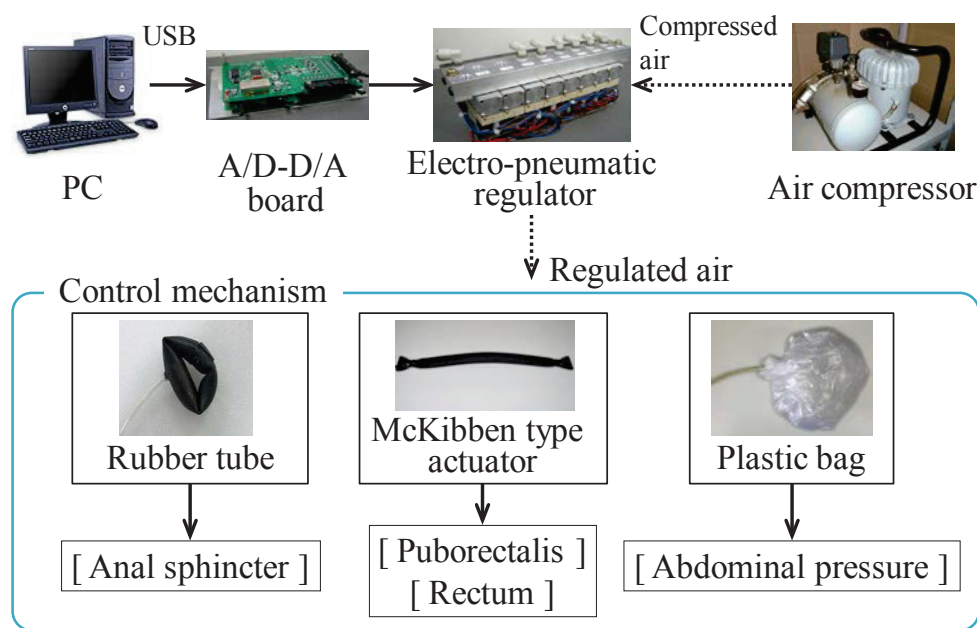 USB
Compressed
air
PC
A/D-D/A
board
Electro-pneumatic
regulator
Air compressor
Regulated air
Control mechanism
Rubber tube
McKibben type
actuator
Plastic bag
[ Anal sphincter ]
[ Puborectalis ]
[ Rectum ]
[ Abdominal pressure ]